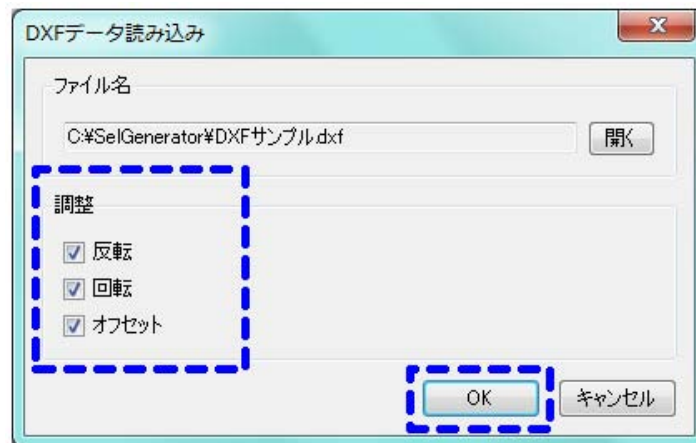 DXFデータ読み込み
ファイル名
C:¥SelGenerator¥DXFサンプル.dxf
開く
調整
反転
回転
オフセット
OK
キャンセル